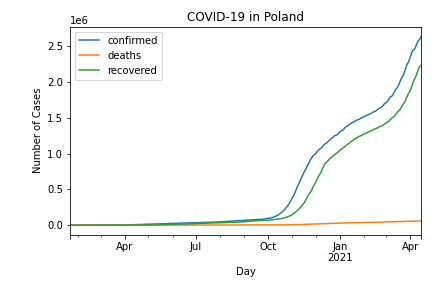 COVID-19 in Poland
1e6
confirmed
deaths
recovered
Number of Cases
2.5
2.0
1.5
1.0
0.5
0.0
Apr Jul Oct Jan Apr
2021
Day